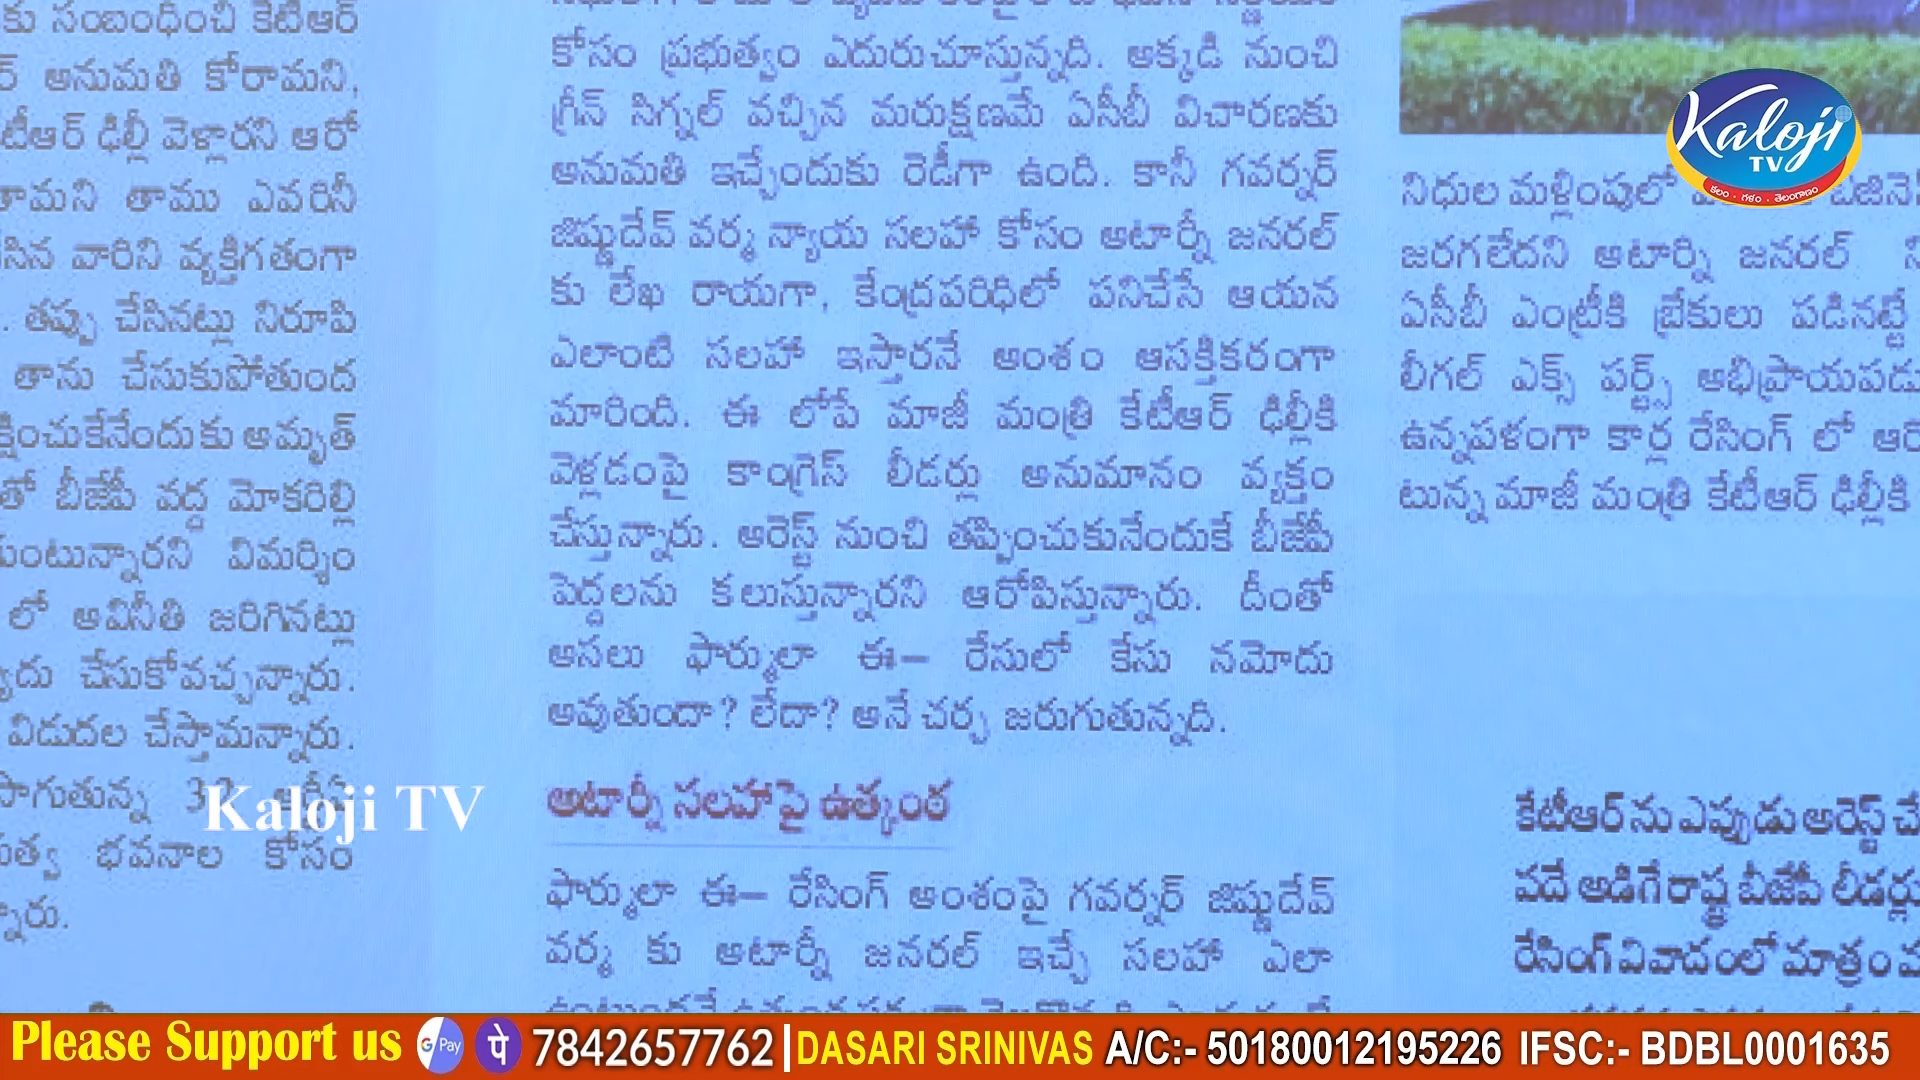 కు సంబంధించి కేటీఆర్
ర్ అనుమతి కోరామని,
టీఆర్ ఢిల్లీ వెళ్లారని ఆరో
తామని తాము ఎవరినీ
సిన వారిని వ్యక్తిగతంగా
. తప్పు చేసినట్లు నిరూపి
తాను చేసుకుపోతుంద
క్షించుకేనేందుకు అమృత్
తో బీజేపీ వద్ద మోకరిల్లి
కుంటున్నారని విమర్శిం
లో అవినీతి జరిగినట్లు
చేసుకోవచ్చన్నారు.
విడుదల చేస్తామన్నారు.
సాగుతున్న
భవనాల కోసం
న్నారు.
కోసం ప్రభుత్వం ఎదురుచూస్తున్నది. అక్కడి నుంచి
గ్రీన్ సిగ్నల్ వచ్చిన మరుక్షణమే ఏసీబీ విచారణకు
అనుమతి ఇచ్చేందుకు రెడీగా ఉంది. కానీ గవర్నర్
జిష్ణుదేవ్ వర్మ న్యాయ సలహా కోసం అటార్నీ జనరల్
కు లేఖ రాయగా, కేంద్రపరిధిలో పనిచేసే ఆయన
ఎలాంటి సలహా ఇస్తారనే అంశం ఆసక్తికరంగా
మారింది. ఈ లోపే మాజీ మంత్రి కేటీఆర్ ఢిల్లీకి
వెళ్లడంపై కాంగ్రెస్ లీడర్లు అనుమానం వ్యక్తం
చేస్తున్నారు. అరెస్ట్ నుంచి తప్పించుకునేందుకే బీజేపీ
పెద్దలను కలుస్తున్నారని ఆరోపిస్తున్నారు. దీంతో
అసలు ఫార్ములా ఈ– రేసులో కేసు నమోదు
అవుతుందా? లేదా? అనే చర్చ జరుగుతున్నది.
అటార్నీ సలహాపై ఉత్కంఠ
ఫార్ములా ఈ– రేసింగ్ అంశంపై గవర్నర్ జిష్ణుదేవ్
వర్మ కు అటార్నీ జనరల్ ఇచ్చే సలహా ఎలా
నిధుల మళ్లింపులో
జరగలేదని అటార్ని జనరల్
ఏసీబీ ఎంట్రీకి బ్రేకులు పడినట్టే
లీగల్ ఎక్స్ పర్ట్స్ అభిప్రాయపడు
ఉన్నపళంగా కార్ల రేసింగ్ లో ఆరో
టున్న మాజీ మంత్రి కేటీఆర్ ఢిల్లీకి
కేటీఆర్ ను ఎప్పుడు అరెస్ట్ చే
పదే అడిగే రాష్ట్ర బీజేపీ లీడర్లు
రేసింగ్ వివాదంలో మాత్రం మ
Kaloji
TV
కలం · గళం · తెలంగాణం
Kaloji TV
Please Support us G Pay పे 7842657762 | DASARI SRINIVAS A/C:- 50180012195226 IFSC:- BDBL0001635